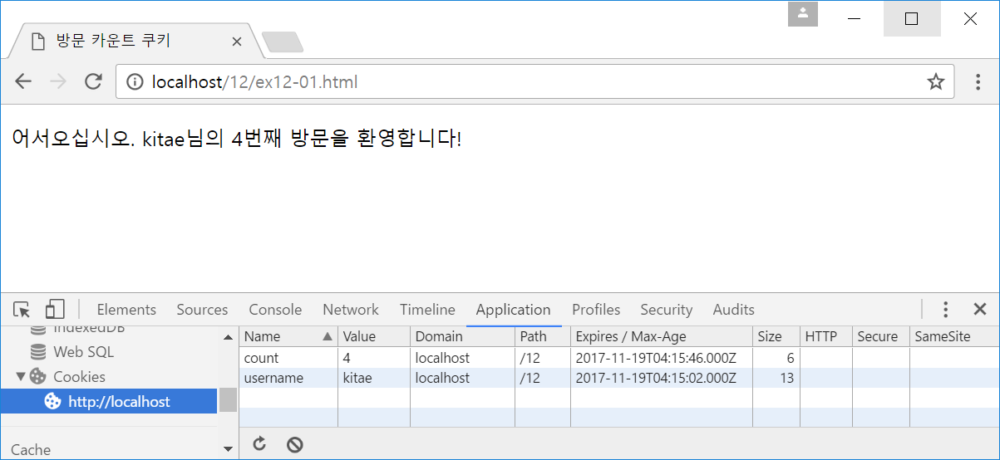 방문 카운트 쿠키
localhost/12/ex12-01.html
어서오십시오. kitae님의 4번째 방문을 환영합니다!
Elements Sources Console Network Timeline Application Profiles Security Audits
IndexedDB
Web SQL
Cookies
http://localhost
Cache
Name Value Domain Path Expires / Max-Age Size HTTP Secure SameSite
count 4 localhost /12 2017-11-19T04:15:46.000Z 6
username kitae localhost /12 2017-11-19T04:15:02.000Z 13